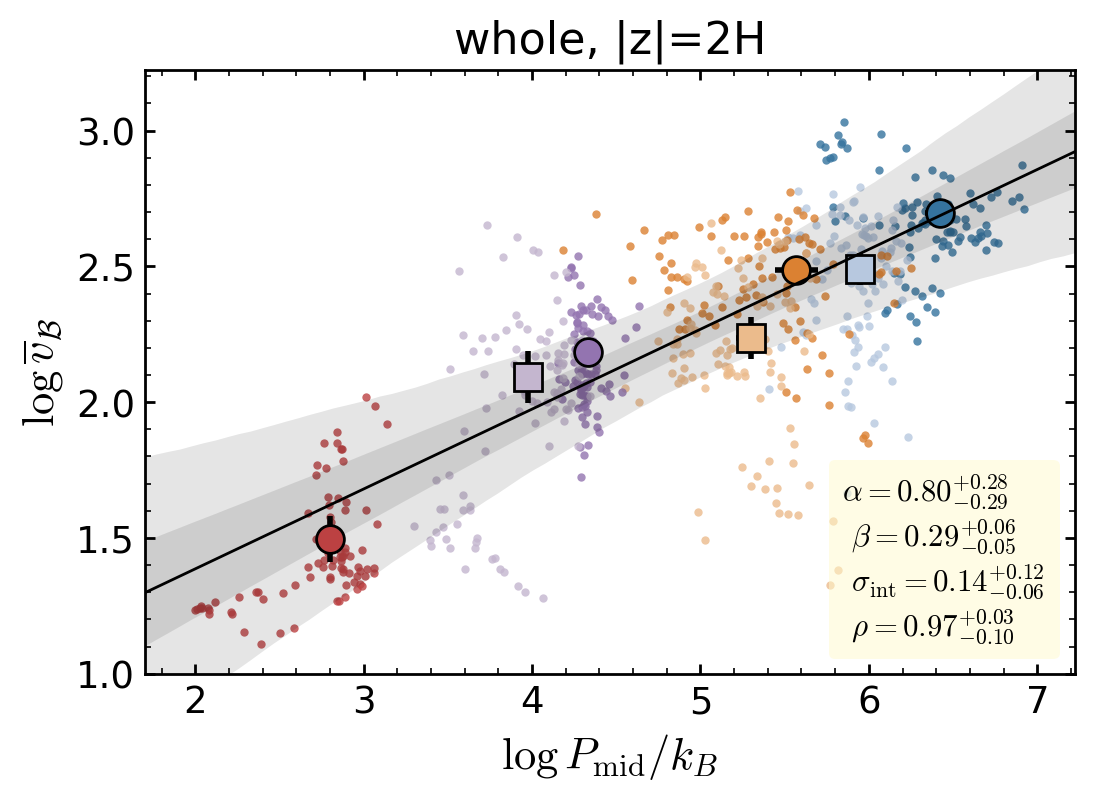 whole, |z|=2H
log v̅_ℬ
3.0
2.5
2.0
1.5
1.0
α = 0.80^{+0.28}_{−0.29}
β = 0.29^{+0.06}_{−0.05}
σ_int = 0.14^{+0.12}_{−0.06}
ρ = 0.97^{+0.03}_{−0.10}
2 3 4 5 6 7
log P_mid/k_B